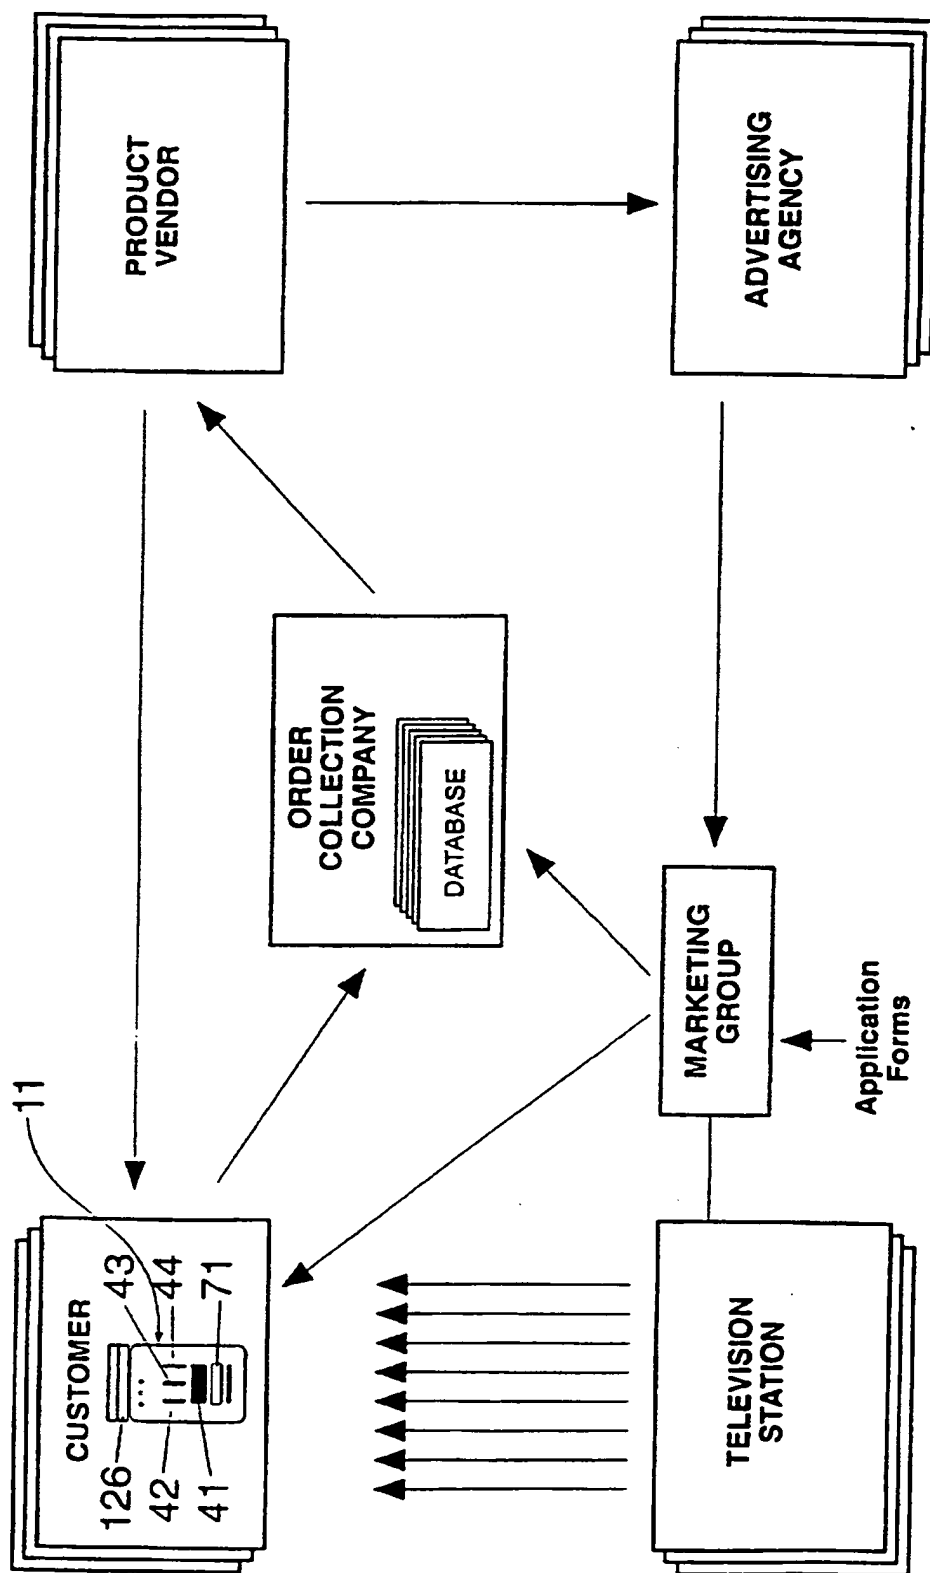 CUSTOMER
126
42
41
43
44
71
11
PRODUCT
VENDOR
ORDER
COLLECTION
COMPANY
DATABASE
TELEVISION
STATION
MARKETING
GROUP
Application
Forms
ADVERTISING
AGENCY